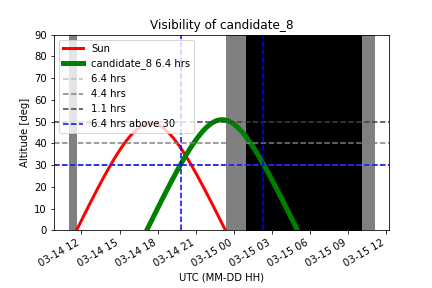 Visibility of candidate_8
Altitude [deg]
90
80
70
60
50
40
30
20
10
0
Sun
candidate_8 6.4 hrs
6.4 hrs
4.4 hrs
1.1 hrs
6.4 hrs above 30
03-14 12
03-14 15
03-14 18
03-14 21
03-15 00
03-15 03
03-15 06
03-15 09
03-15 12
UTC (MM-DD HH)